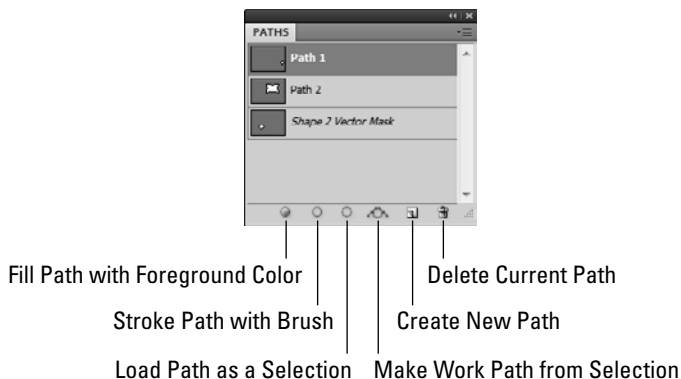 PATHS
Path 1
Path 2
Shape 2 Vector Mask
Fill Path with Foreground Color
Delete Current Path
Stroke Path with Brush
Create New Path
Load Path as a Selection
Make Work Path from Selection